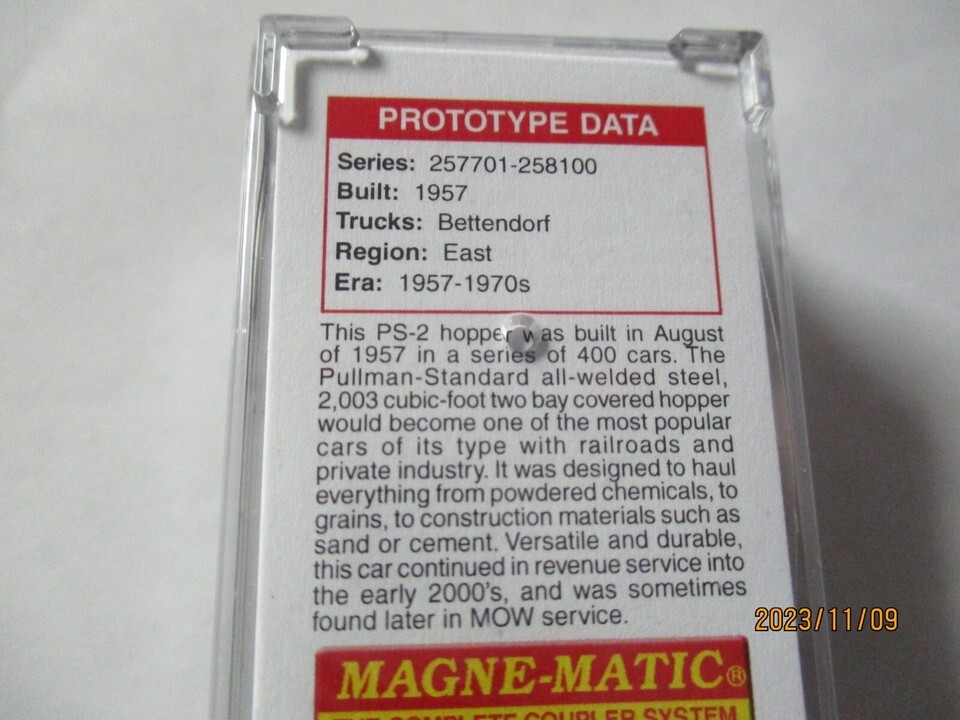 PROTOTYPE DATA
Series: 257701-258100
Built: 1957
Trucks: Bettendorf
Region: East
Era: 1957-1970s
This PS-2 hopper was built in August
of 1957 in a series of 400 cars. The
Pullman-Standard all-welded steel,
2,003 cubic-foot two bay covered hopper
would become one of the most popular
cars of its type with railroads and
private industry. It was designed to haul
everything from powdered chemicals, to
grains, to construction materials such as
sand or cement. Versatile and durable,
this car continued in revenue service into
the early 2000's, and was sometimes
found later in MOW service.
2023/11/09
MAGNE-MATIC®
THE COMPLETE COUPLER SYSTEM